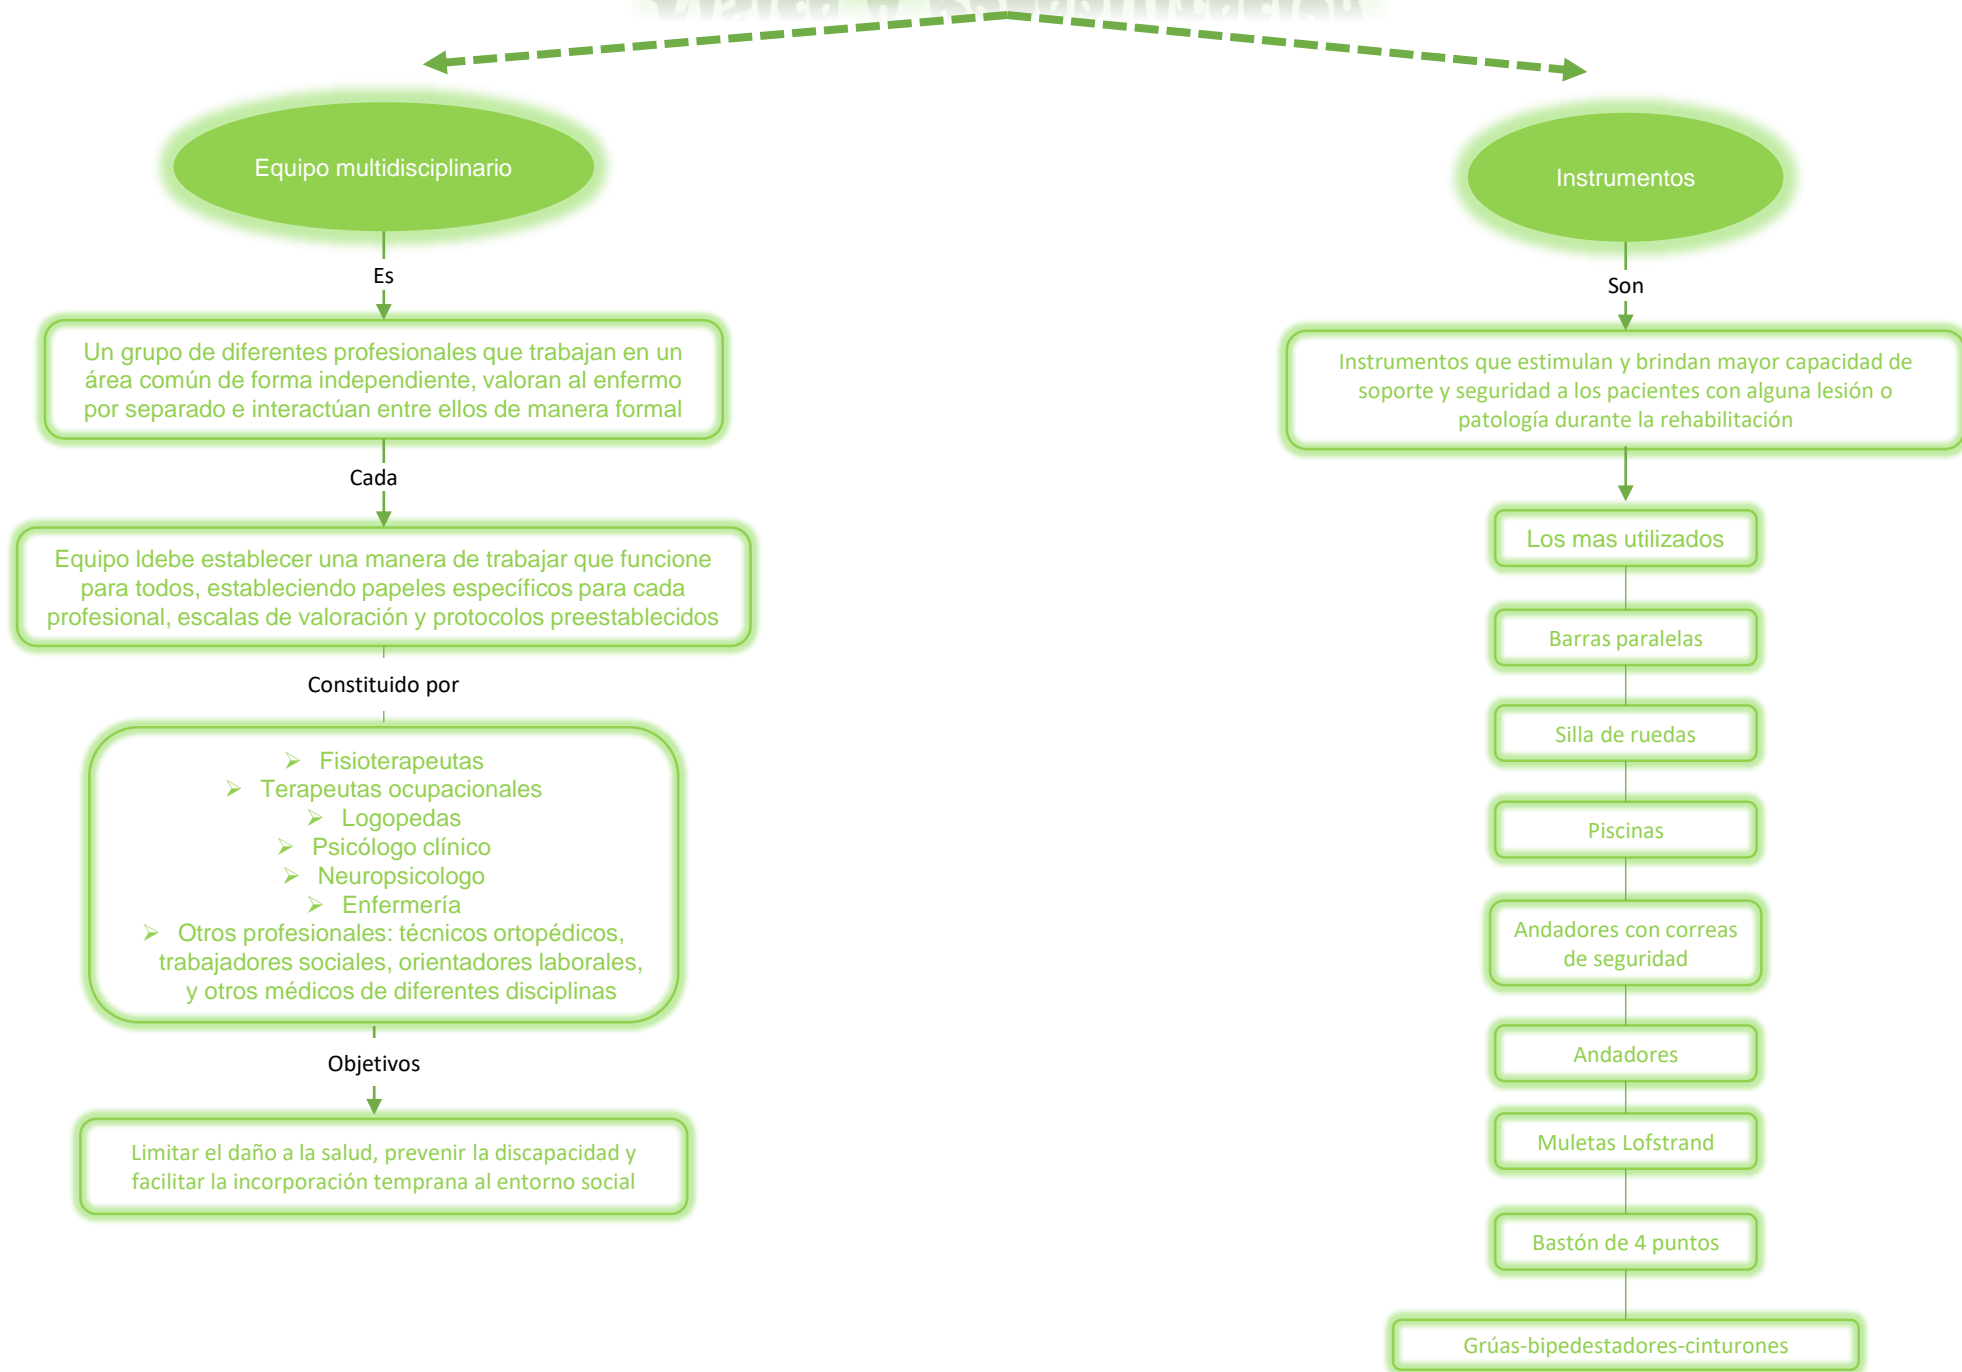 Física y Rehabilitación
Equipo multidisciplinario
Es
Un grupo de diferentes profesionales que trabajan en un
área común de forma independiente, valoran al enfermo
por separado e interactúan entre ellos de manera formal
Cada
Equipo ldebe establecer una manera de trabajar que funcione
para todos, estableciendo papeles específicos para cada
profesional, escalas de valoración y protocolos preestablecidos
Constituido por
➢ Fisioterapeutas
➢ Terapeutas ocupacionales
➢ Logopedas
➢ Psicólogo clínico
➢ Neuropsicologo
➢ Enfermería
➢ Otros profesionales: técnicos ortopédicos,
trabajadores sociales, orientadores laborales,
y otros médicos de diferentes disciplinas
Objetivos
Limitar el daño a la salud, prevenir la discapacidad y
facilitar la incorporación temprana al entorno social
Instrumentos
Son
Instrumentos que estimulan y brindan mayor capacidad de
soporte y seguridad a los pacientes con alguna lesión o
patología durante la rehabilitación
Los mas utilizados
Barras paralelas
Silla de ruedas
Piscinas
Andadores con correas
de seguridad
Andadores
Muletas Lofstrand
Bastón de 4 puntos
Grúas-bipedestadores-cinturones